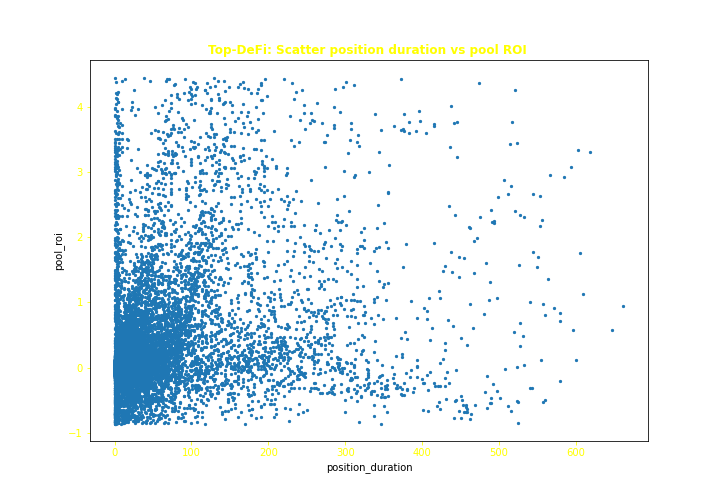 Top-DeFi: Scatter position duration vs pool ROI
4
3
2
1
0
−1
pool_roi
0 100 200 300 400 500 600
position_duration